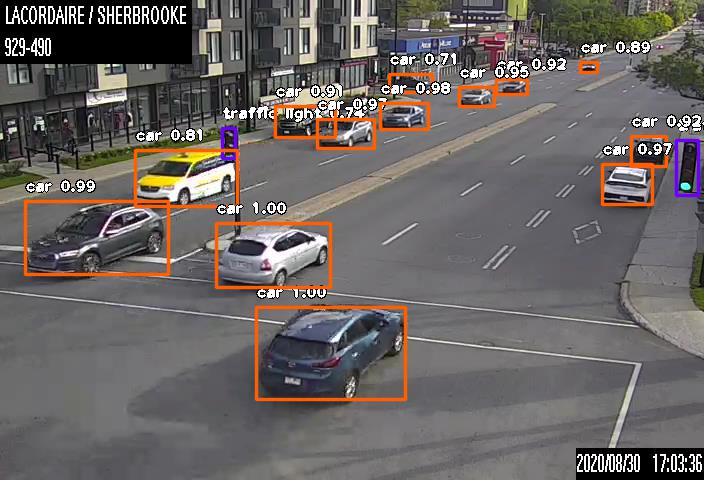 LACORDAIRE / SHERBROOKE
929-490
car 0.89
car 0.71
car 0.92
car 0.95
car 0.98
car 0.91
car 0.97
traffic light 0.74
car 0.92
car 0.81
car 0.97
car 0.99
car 1.00
car 1.00
2020/08/30 17:03:36